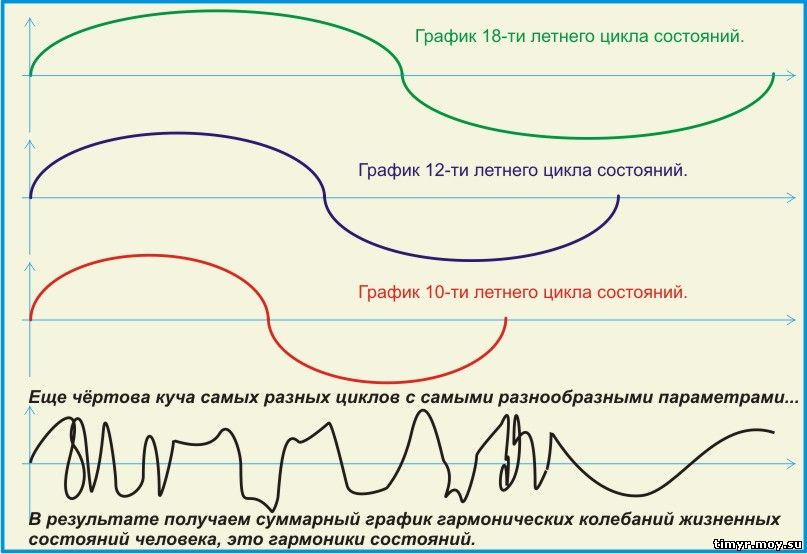 График 18-ти летнего цикла состояний.
График 12-ти летнего цикла состояний.
График 10-ти летнего цикла состояний.
Еще чёртова куча самых разных циклов с самыми разнообразными параметрами...
В результате получаем суммарный график гармонических колебаний жизненных
состояний человека, это гармоники состояний.
timyr.moy.su